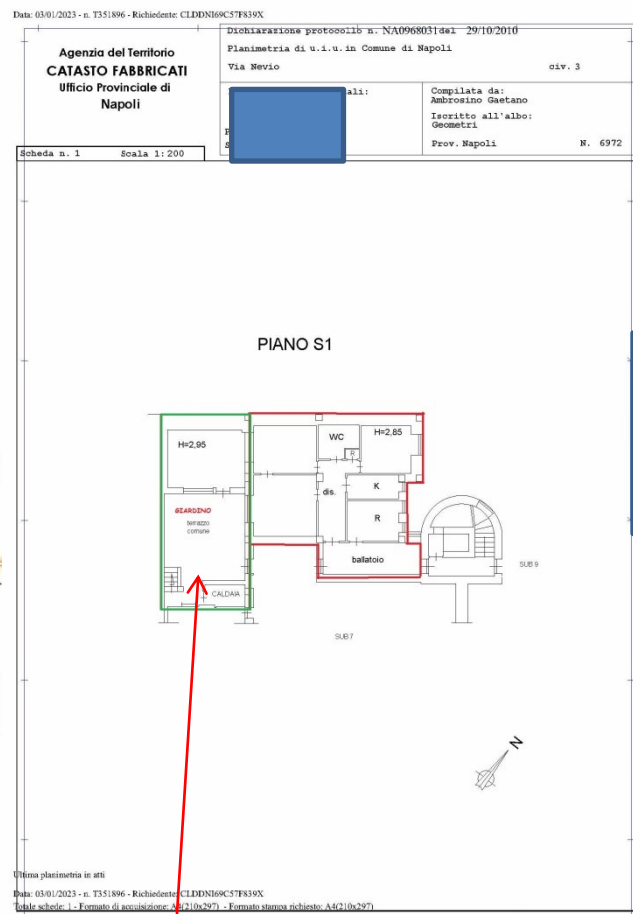 Data: 03/01/2023 - n. T351896 - Richiedente: CLDDNI69C57F839X
Agenzia del Territorio
CATASTO FABBRICATI
Ufficio Provinciale di
Napoli
Dichiarazione protocollo n. NA0968031 del 29/10/2010
Planimetria di u.i.u. in Comune di Napoli
Via Nevio civ. 3
ali:
Compilata da:
Ambrosino Gaetano
Iscritto all'albo:
Geometri
Prov. Napoli N. 6972
Scheda n. 1 Scala 1:200
PIANO S1
H=2,95
WC
H=2,85
R
dis.
K
R
GIARDINO
terrazzo
comune
ballatoio
CALDAIA
SUB 9
SUB7
N
Ultima planimetria in atti
Data: 03/01/2023 - n. T351896 - Richiedente: CLDDNI69C57F839X
Totale schede: 1 - Formato di acquisizione: A4(210x297) - Formato stampa richiesto: A4(210x297)